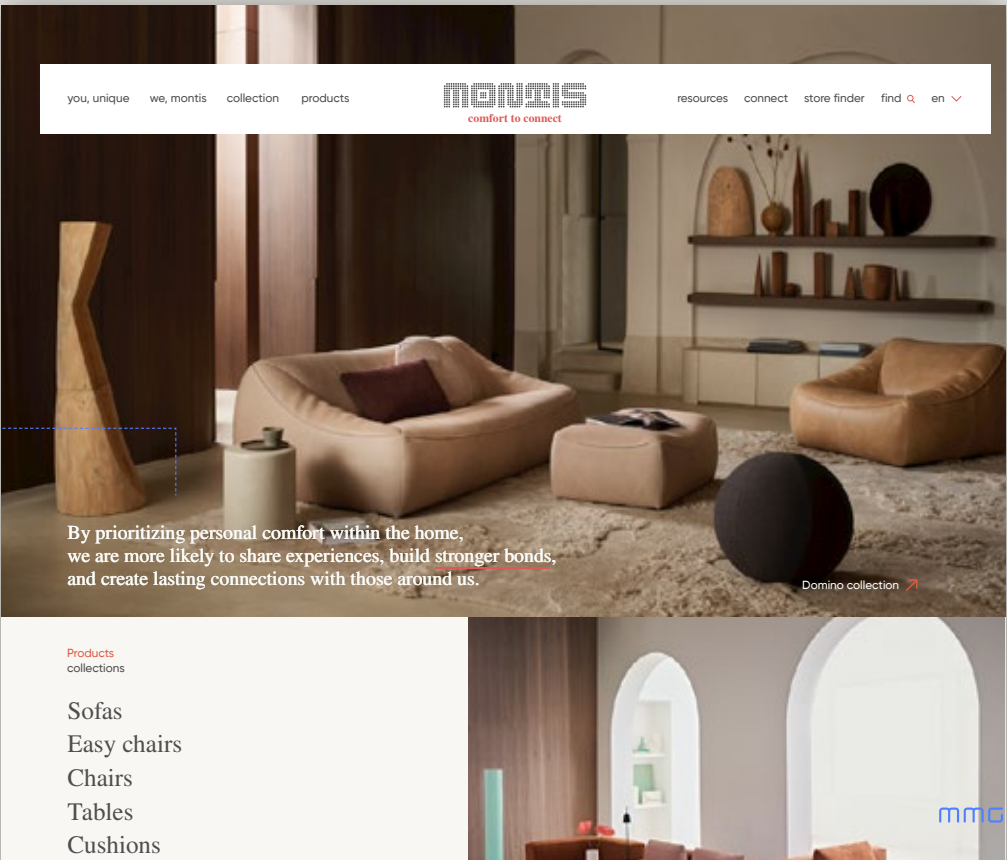 you, unique we, montis collection products
MONTIS
comfort to connect
resources connect store finder find en
By prioritizing personal comfort within the home,
we are more likely to share experiences, build stronger bonds,
and create lasting connections with those around us.
Domino collection
Products
collections
Sofas
Easy chairs
Chairs
Tables
Cushions
mmG